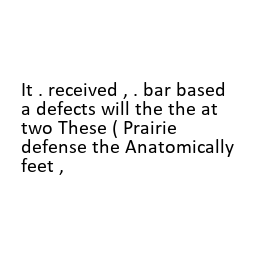 It . received , . bar based
a defects will the the at
two These ( Prairie
defense the Anatomically
feet ,